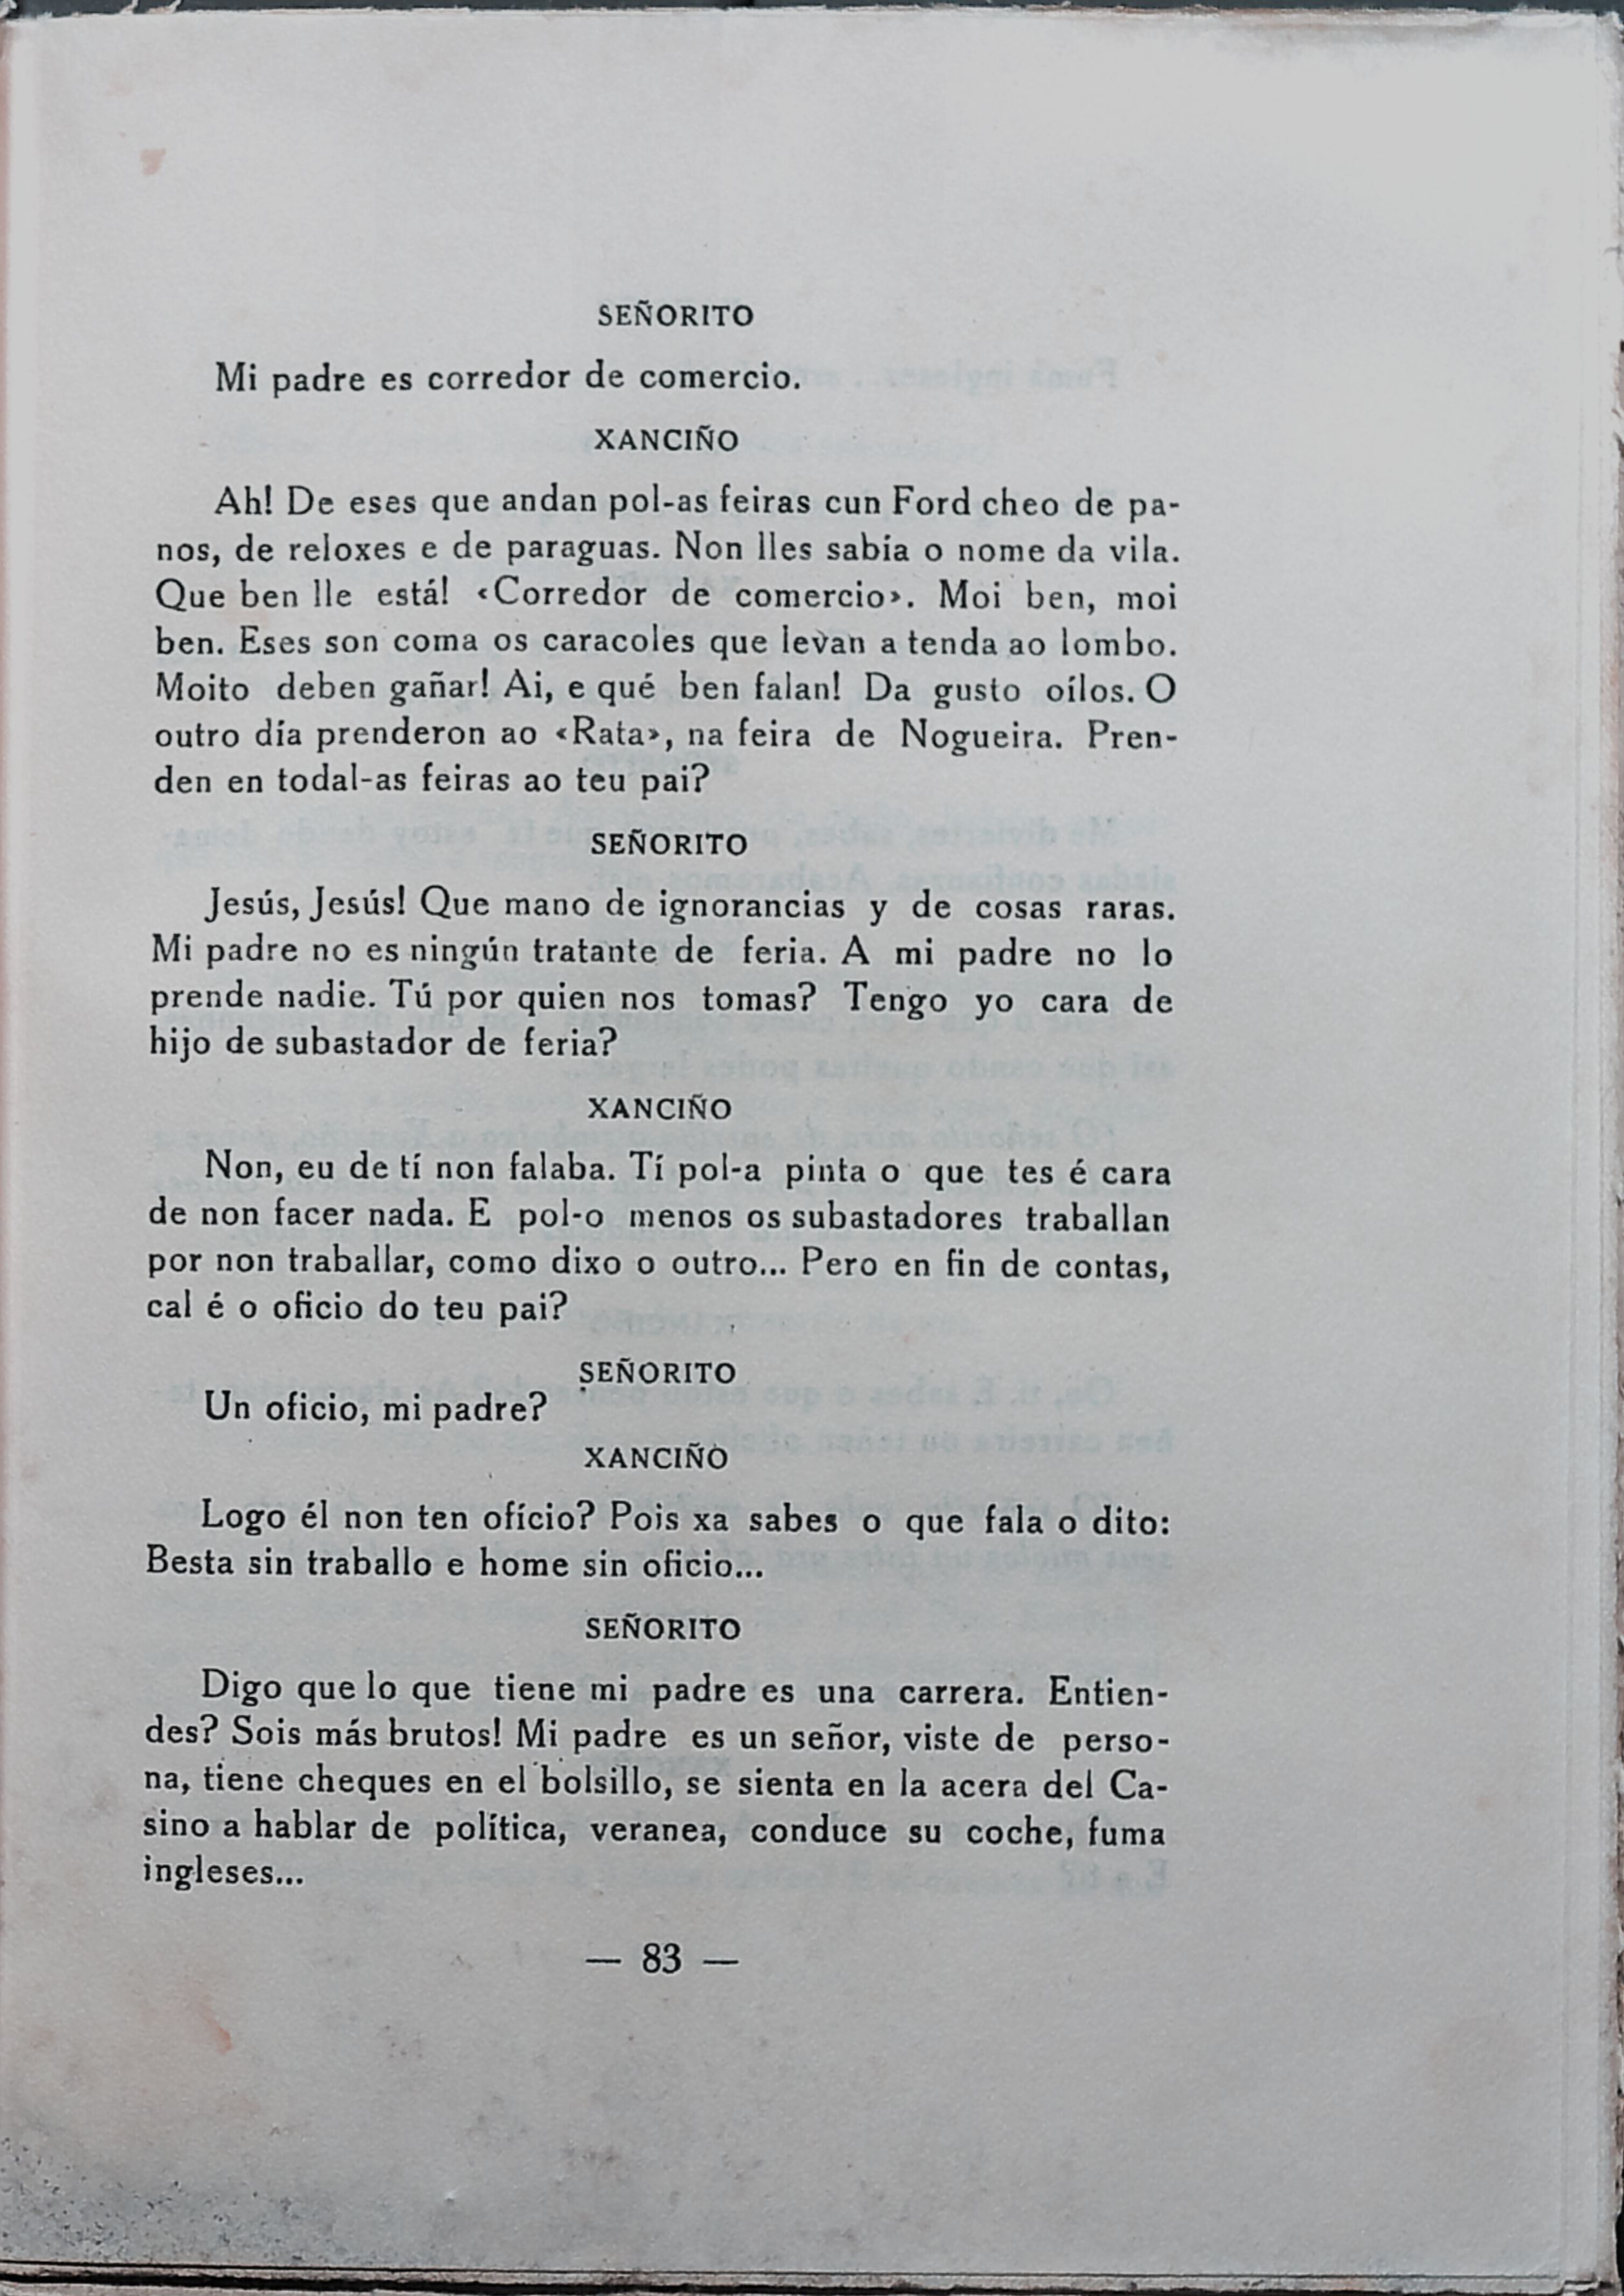 SEÑORITO
Mi padre es corredor de comercio.
XANCIÑO
Ah! De eses que andan pol-as feiras cun Ford cheo de pa-
nos, de reloxes e de paraguas. Non lles sabía o nome da vila.
Que ben lle está! «Corredor de comercio». Moi ben, moi
ben. Eses son coma os caracoles que levan a tenda ao lombo.
Moito deben gañar! Ai, e qué ben falan! Da gusto oílos. O
outro día prenderon ao «Rata», na feira de Nogueira. Pren-
den en todal-as feiras ao teu pai?
SEÑORITO
Jesús, Jesús! Que mano de ignorancias y de cosas raras.
Mi padre no es ningún tratante de feria. A mi padre no lo
prende nadie. Tú por quien nos tomas? Tengo yo cara de
hijo de subastador de feria?
XANCIÑO
Non, eu de tí non falaba. Tí pol-a pinta o que tes é cara
de non facer nada. E pol-o menos os subastadores traballan
por non traballar, como dixo o outro... Pero en fin de contas,
cal é o oficio do teu pai?
SEÑORITO
Un oficio, mi padre?
XANCIÑO
Logo él non ten ofício? Pois xa sabes o que fala o dito:
Besta sin traballo e home sin oficio...
SEÑORITO
Digo que lo que tiene mi padre es una carrera. Entien-
des? Sois más brutos! Mi padre es un señor, viste de perso-
na, tiene cheques en el bolsillo, se sienta en la acera del Ca-
sino a hablar de política, veranea, conduce su coche, fuma
ingleses...
— 83 —